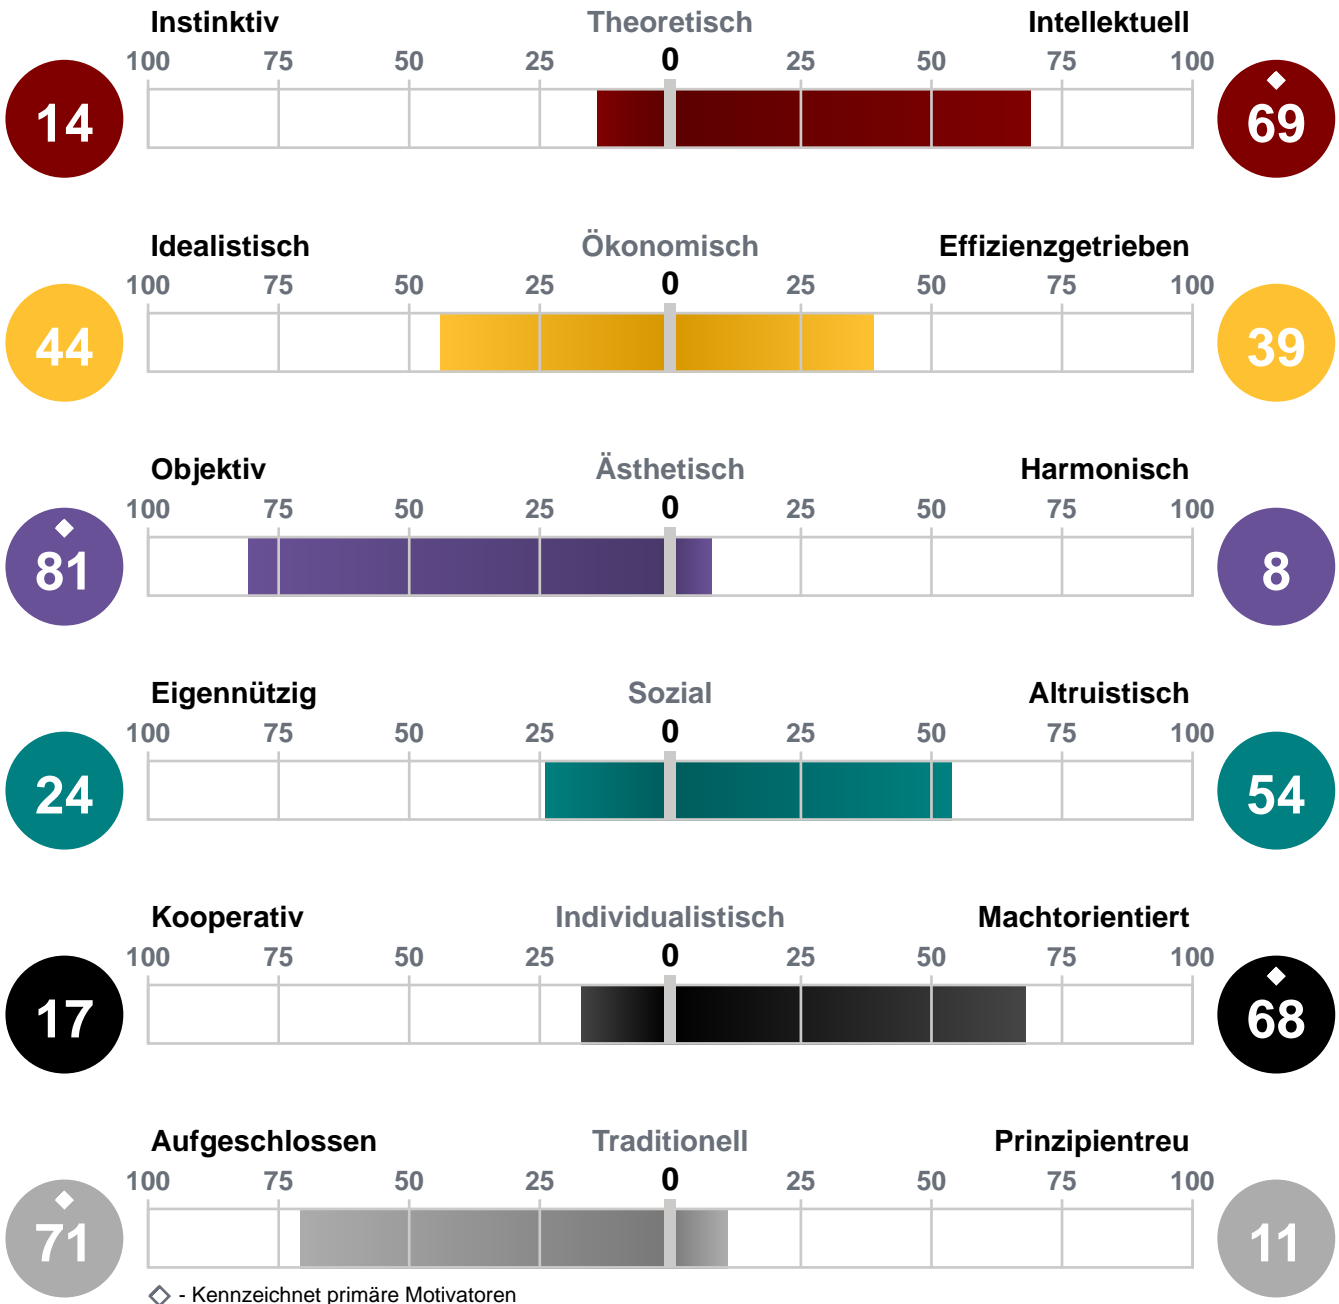 Instinktiv Theoretisch Intellektuell
100 75 50 25 0 25 50 75 100
14 69
Idealistisch Ökonomisch Effizienzgetrieben
100 75 50 25 0 25 50 75 100
44 39
Objektiv Ästhetisch Harmonisch
100 75 50 25 0 25 50 75 100
81 8
Eigennützig Sozial Altruistisch
100 75 50 25 0 25 50 75 100
24 54
Kooperativ Individualistisch Machtorientiert
100 75 50 25 0 25 50 75 100
17 68
Aufgeschlossen Traditionell Prinzipientreu
100 75 50 25 0 25 50 75 100
71 11
- Kennzeichnet primäre Motivatoren